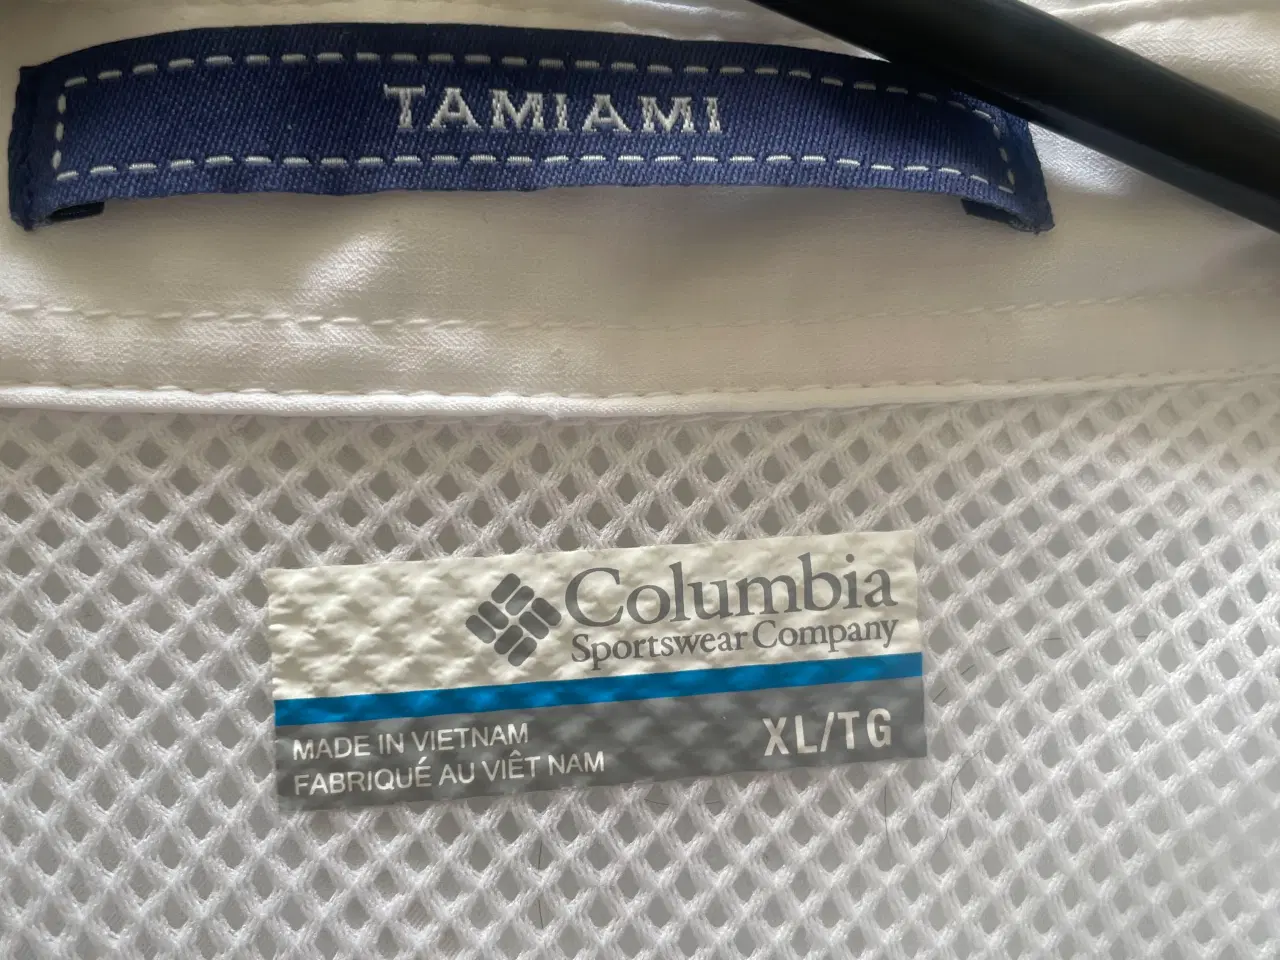 TAMIAMI
Columbia
Sportswear Company
MADE IN VIETNAM
FABRIQUÉ AU VIÊT NAM
XL/TG